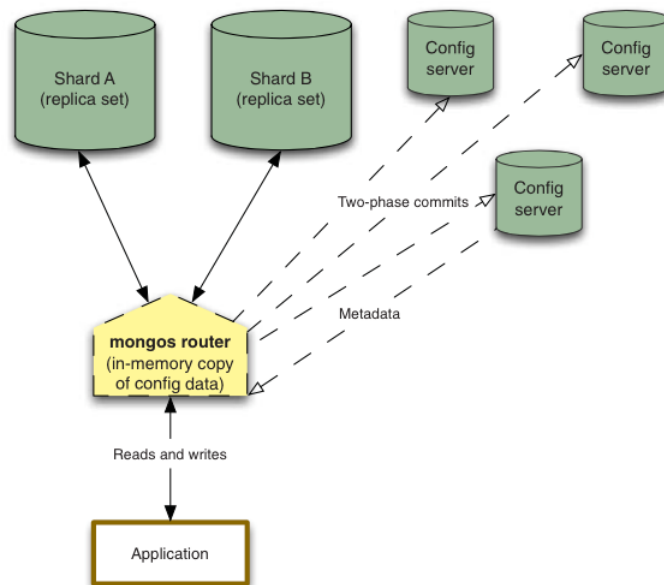 Shard A
(replica set)
Shard B
(replica set)
Config
server
Config
server
Config
server
Two-phase commits
Metadata
mongos router
(in-memory copy
of config data)
Reads and writes
Application